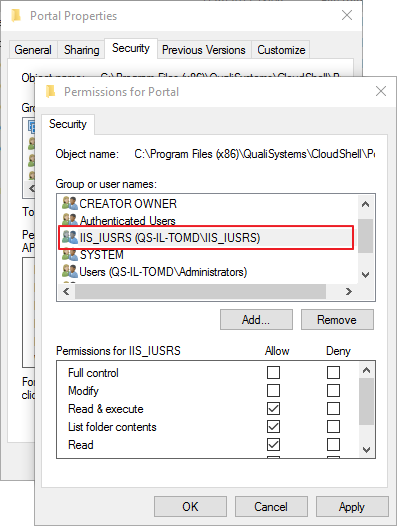 Portal Properties
General Sharing Security Previous Versions Customize
Object name: C:\Program Files (x86)\QualiSystems\CloudShell\P
Permissions for Portal
Security
Object name: C:\Program Files (x86)\QualiSystems\CloudShell\Po
Group or user names:
CREATOR OWNER
Authenticated Users
IIS_IUSRS (QS-IL-TOMD\IIS_IUSRS)
SYSTEM
Users (QS-IL-TOMD\Administrators)
Add... Remove
Permissions for IIS_IUSRS Allow Deny
Full control
Modify
Read & execute
List folder contents
Read
OK Cancel Apply
Gro
To
Pe
AP
For
clic